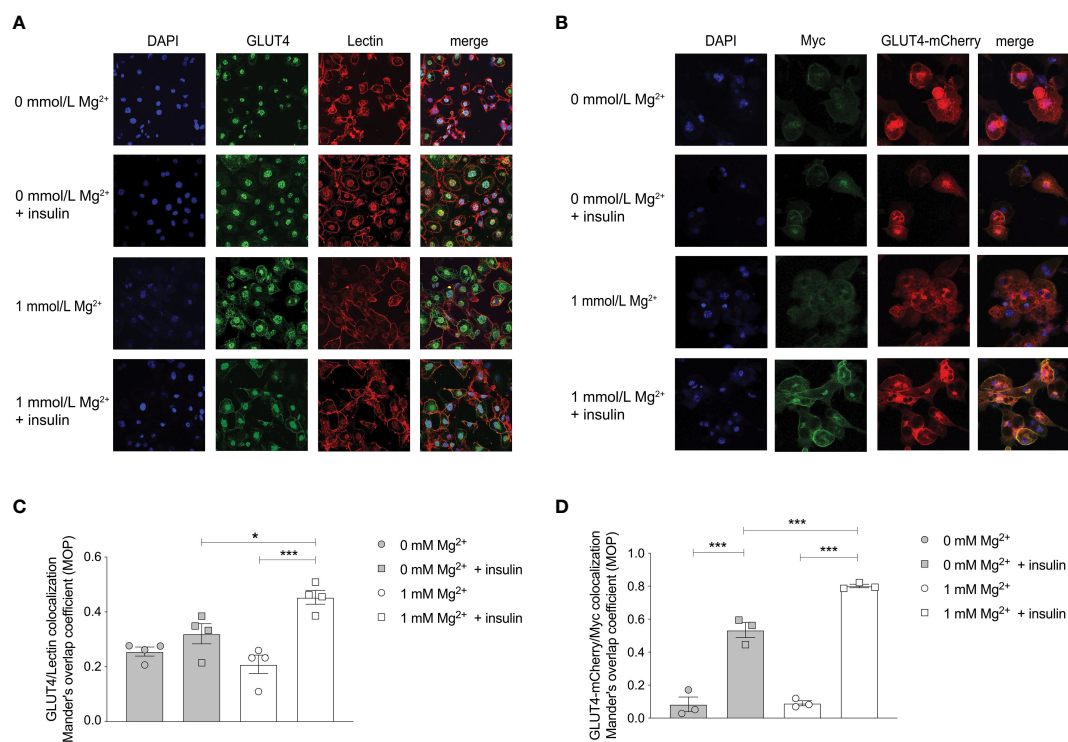 A
DAPI GLUT4 Lectin merge
0 mmol/L Mg²⁺
0 mmol/L Mg²⁺
+ insulin
1 mmol/L Mg²⁺
1 mmol/L Mg²⁺
+ insulin
B
DAPI Myc GLUT4-mCherry merge
0 mmol/L Mg²⁺
0 mmol/L Mg²⁺
+ insulin
1 mmol/L Mg²⁺
1 mmol/L Mg²⁺
+ insulin
C
GLUT4/Lectin colocalization
Mander's overlap coefficient (MOP)
0.6
0.4
0.2
0.0
*
***
0 mM Mg²⁺
0 mM Mg²⁺ + insulin
1 mM Mg²⁺
1 mM Mg²⁺ + insulin
D
GLUT4-mCherry/Myc colocalization
Mander's overlap coefficient (MOP)
1.0
0.8
0.6
0.4
0.2
0.0
***
***
***
0 mM Mg²⁺
0 mM Mg²⁺ + insulin
1 mM Mg²⁺
1 mM Mg²⁺ + insulin